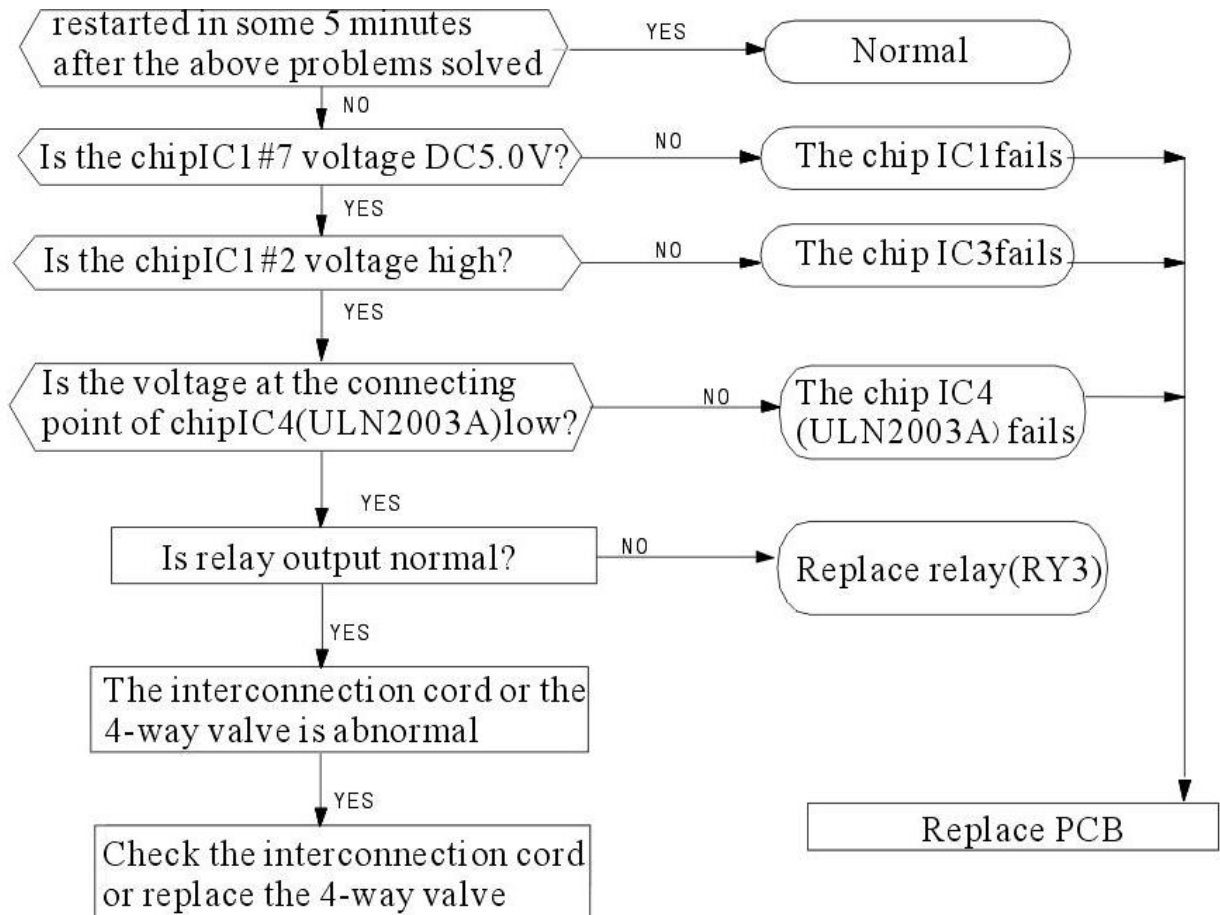 restarted in some 5 minutes
after the above problems solved
YES
Normal
NO
Is the chipIC1#7 voltage DC5.0V?
NO
The chip IC1fails
YES
Is the chipIC1#2 voltage high?
NO
The chip IC3fails
YES
Is the voltage at the connecting
point of chipIC4(ULN2003A)low?
NO
The chip IC4
(ULN2003A) fails
YES
Is relay output normal?
NO
Replace relay(RY3)
YES
The interconnection cord or the
4-way valve is abnormal
YES
Replace PCB
Check the interconnection cord
or replace the 4-way valve